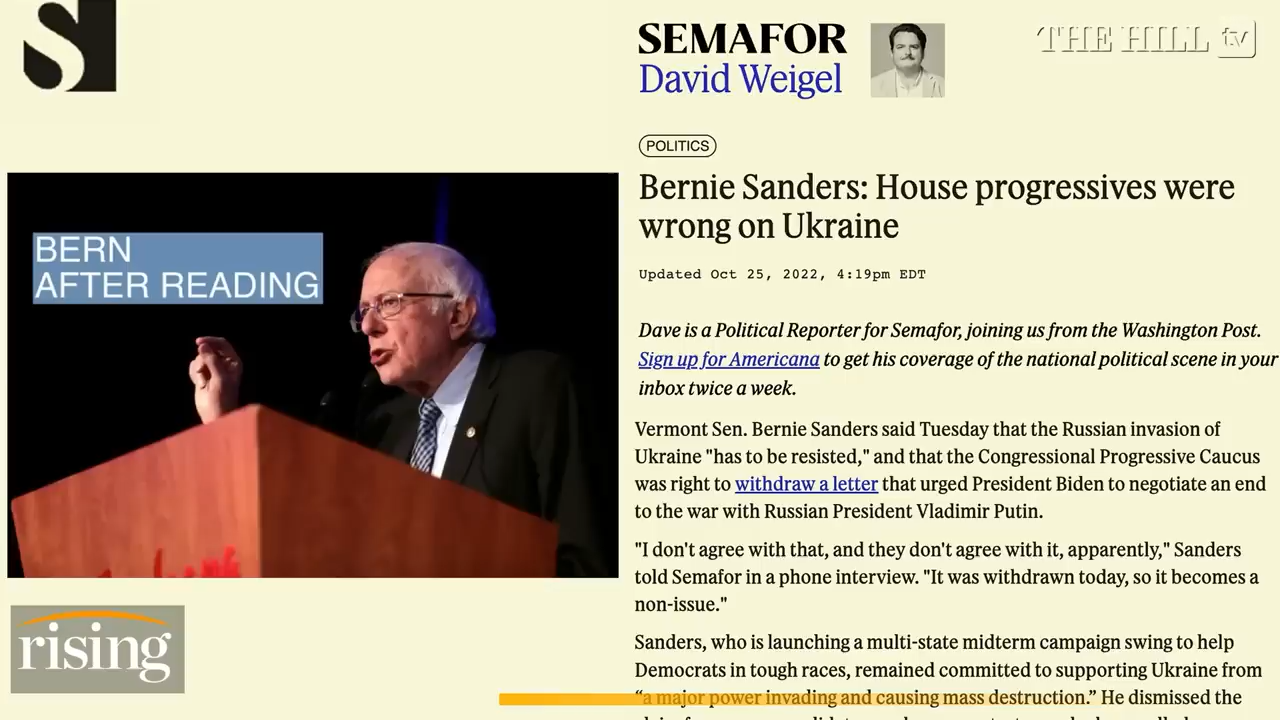 S
SEMAFOR
David Weigel
THE HILL tv
POLITICS
Bernie Sanders: House progressives were
wrong on Ukraine
Updated Oct 25, 2022, 4:19pm EDT
BERN
AFTER READING
Dave is a Political Reporter for Semafor, joining us from the Washington Post.
Sign up for Americana to get his coverage of the national political scene in your
inbox twice a week.
Vermont Sen. Bernie Sanders said Tuesday that the Russian invasion of
Ukraine "has to be resisted," and that the Congressional Progressive Caucus
was right to withdraw a letter that urged President Biden to negotiate an end
to the war with Russian President Vladimir Putin.
"I don't agree with that, and they don't agree with it, apparently," Sanders
told Semafor in a phone interview. "It was withdrawn today, so it becomes a
non-issue."
Sanders, who is launching a multi-state midterm campaign swing to help
Democrats in tough races, remained committed to supporting Ukraine from
“a major power invading and causing mass destruction.” He dismissed the
rising